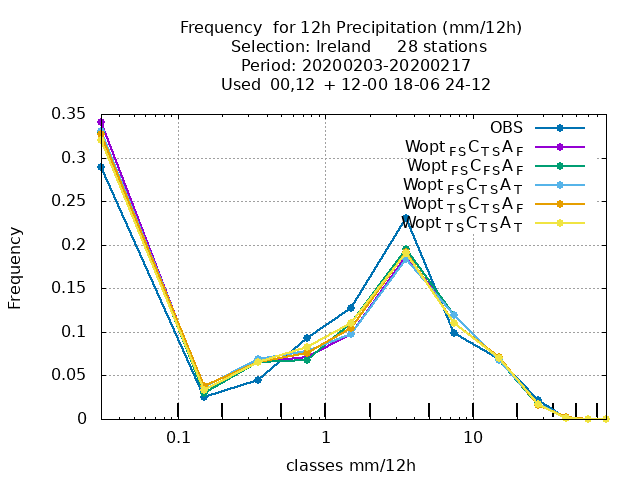 Frequency  for 12h Precipitation (mm/12h)
Selection: Ireland     28 stations
Period: 20200203-20200217
Used  00,12  + 12-00 18-06 24-12
0.35
0.3
0.25
0.2
0.15
0.1
0.05
0
Frequency
OBS
Wopt FS C TS A F
Wopt FS C FS A F
Wopt FS C TS A T
Wopt TS C TS A F
Wopt TS C TS A T
0.1 1 10
classes mm/12h